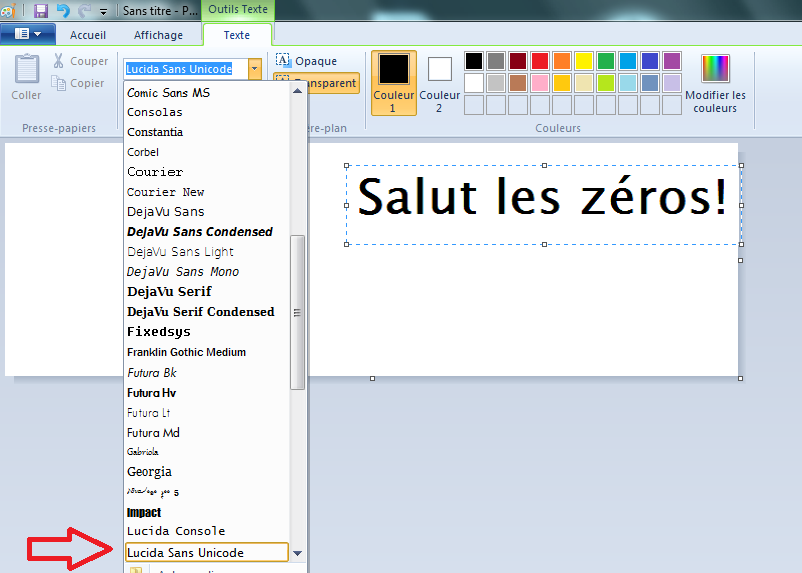 Sans titre - P...
Outils Texte
Accueil
Affichage
Texte
Coller
Couper
Copier
Presse-papiers
Lucida Sans Unicode
Opaque
ansparent
re-plan
Couleur 1
Couleur 2
Modifier les couleurs
Couleurs
Comic Sans MS
Consolas
Constantia
Corbel
Courier
Courier New
DejaVu Sans
DejaVu Sans Condensed
DejaVu Sans Light
DejaVu Sans Mono
DejaVu Serif
DejaVu Serif Condensed
Fixedsys
Franklin Gothic Medium
Futura Bk
Futura Hv
Futura Lt
Futura Md
Gabriola
Georgia
Impact
Lucida Console
Lucida Sans Unicode
Salut les zéros!